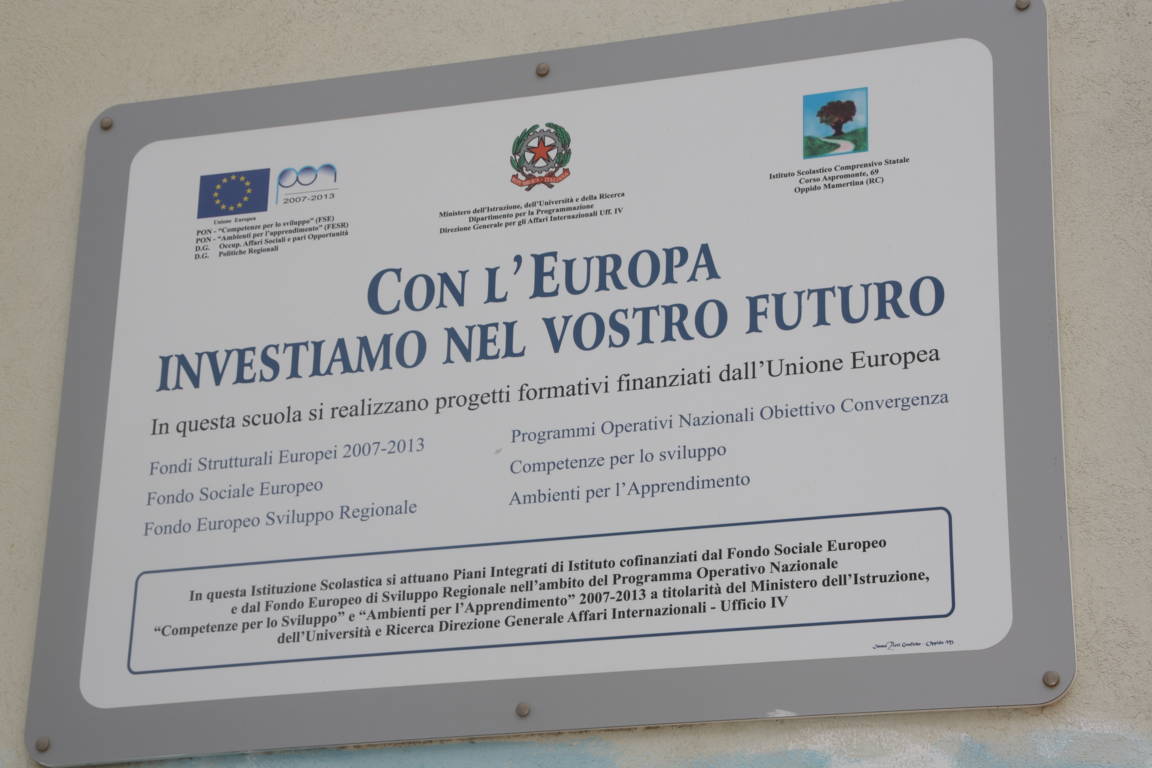 pon
2007-2013
Unione Europea
PON - "Competenze per lo sviluppo" (FSE)
PON - "Ambienti per l'apprendimento" (FESR)
D.G. Occup. Affari Sociali e pari Opportunità
D.G. Politiche Regionali
REPVBBLICA ITALIANA
Ministero dell'Istruzione, dell'Università e della Ricerca
Dipartimento per la Programmazione
Direzione Generale per gli Affari Internazionali Uff. IV
Istituto Scolastico Comprensivo Statale
Corso Aspromonte, 69
Oppido Mamertina (RC)
CON L'EUROPA
INVESTIAMO NEL VOSTRO FUTURO
In questa scuola si realizzano progetti formativi finanziati dall'Unione Europea
Fondi Strutturali Europei 2007-2013
Fondo Sociale Europeo
Fondo Europeo Sviluppo Regionale
Programmi Operativi Nazionali Obiettivo Convergenza
Competenze per lo sviluppo
Ambienti per l'Apprendimento
In questa Istituzione Scolastica si attuano Piani Integrati di Istituto cofinanziati dal Fondo Sociale Europeo
e dal Fondo Europeo di Sviluppo Regionale nell'ambito del Programma Operativo Nazionale
"Competenze per lo Sviluppo" e "Ambienti per l'Apprendimento" 2007-2013 a titolarità del Ministero dell'Istruzione,
dell'Università e Ricerca Direzione Generale Affari Internazionali - Ufficio IV